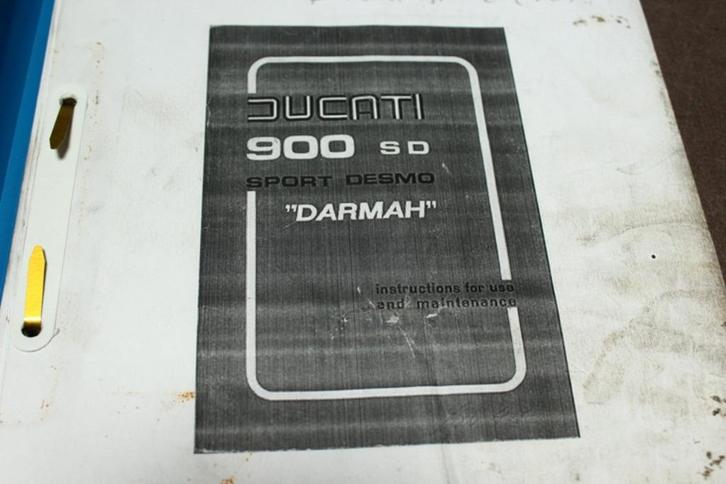 DUCATI
900 SD
SPORT DESMO
"DARMAH"
instructions for use
and maintenance